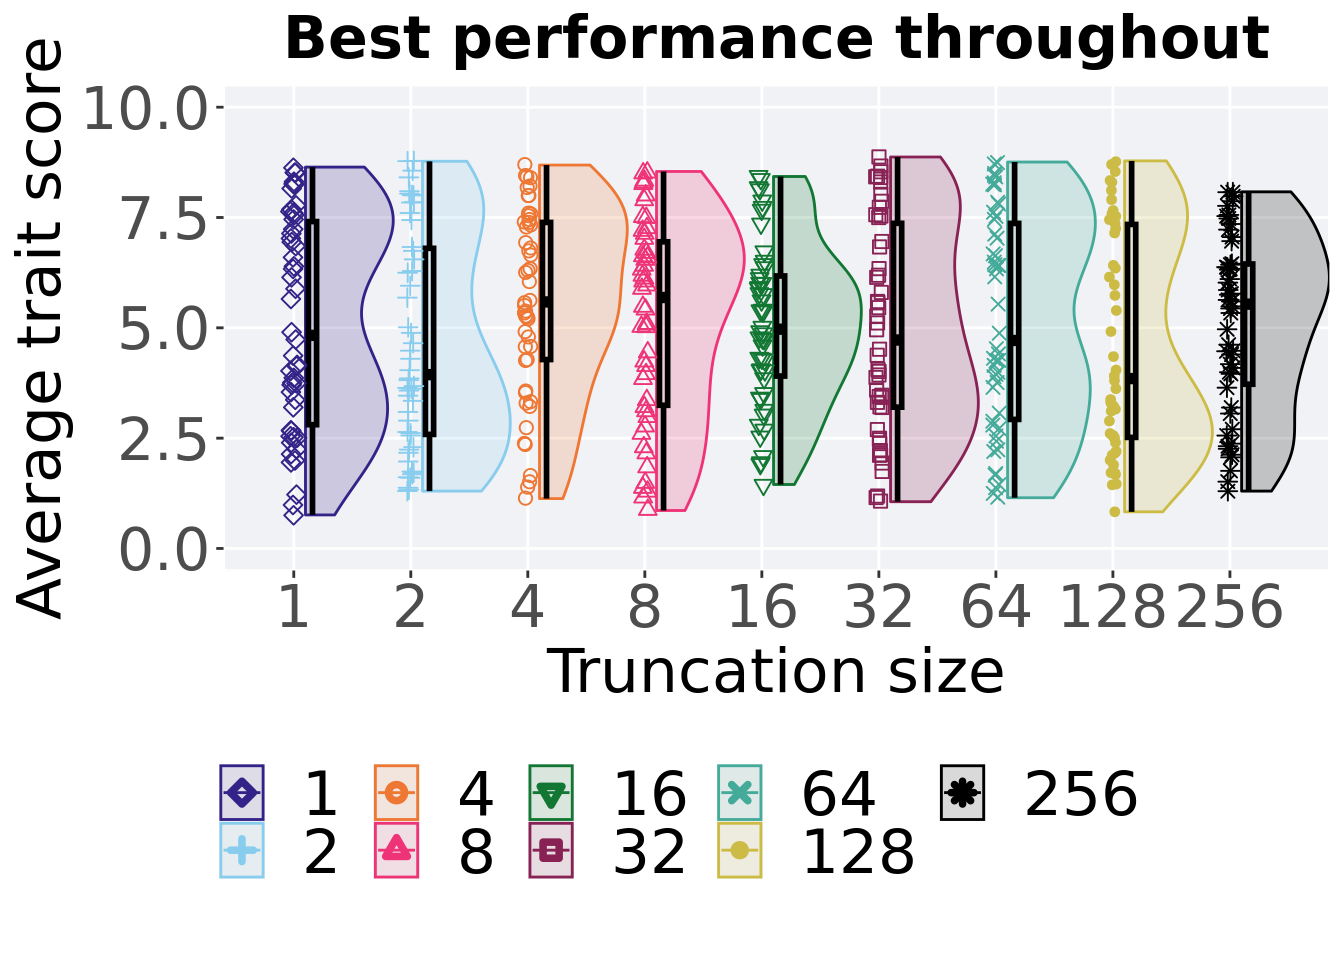 Best performance throughout
Average trait score
10.0
7.5
5.0
2.5
0.0
1 2 4 8 16 32 64 128 256
Truncation size
1 4 16 64 256
2 8 32 128